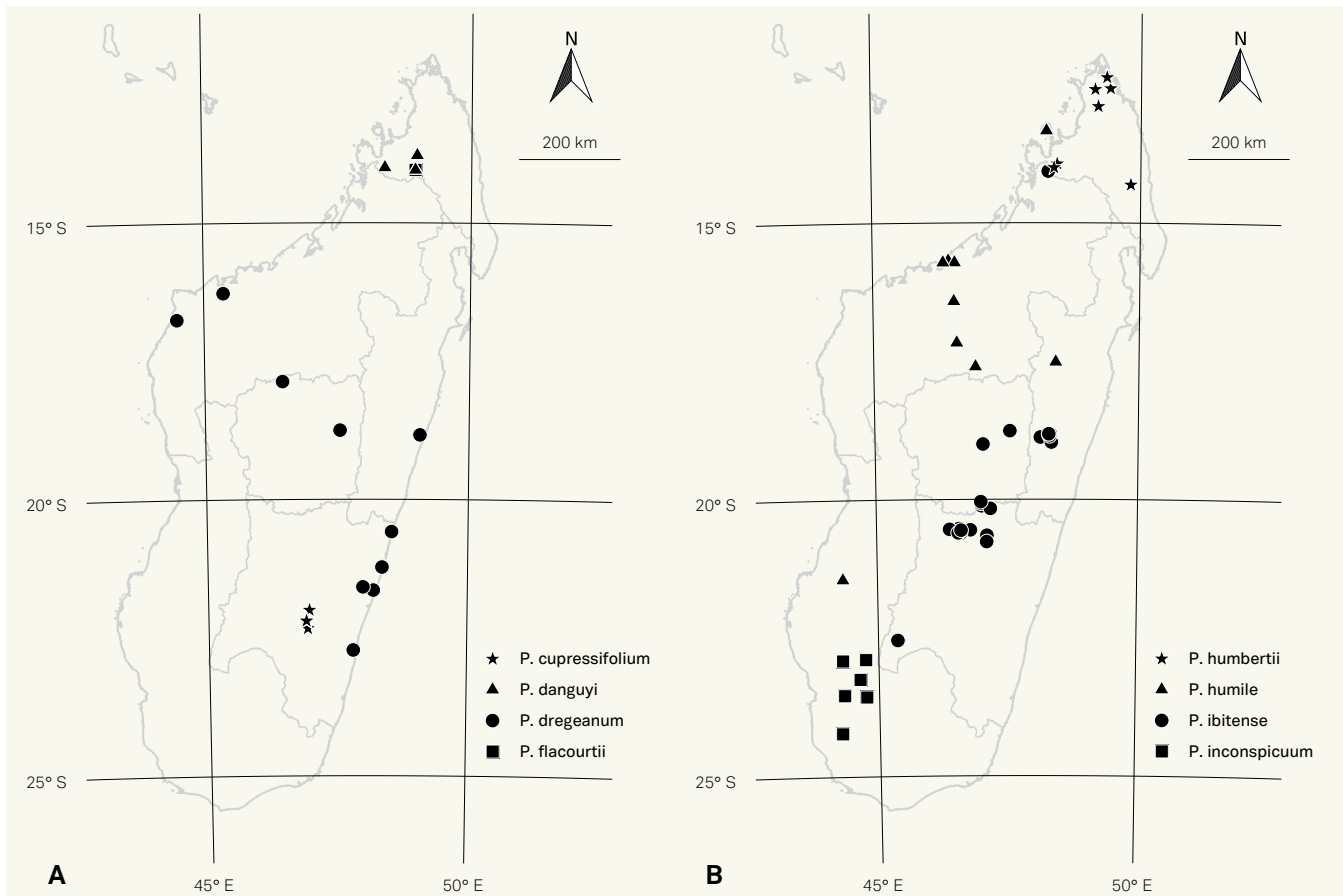 N
200 km
15° S
20° S
25° S
P. cupressifolium
P. danguyi
P. dregeanum
P. flacourtii
A
45° E
50° E
N
200 km
15° S
20° S
25° S
P. humbertii
P. humile
P. ibitense
P. inconspicuum
B
45° E
50° E